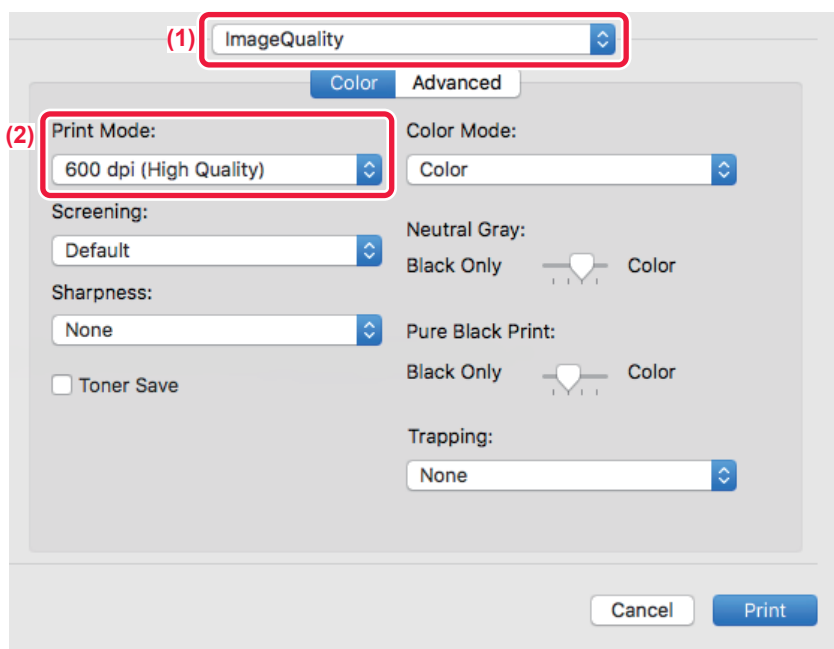 (1) ImageQuality
Color Advanced
(2) Print Mode:
600 dpi (High Quality)
Screening:
Default
Sharpness:
None
Toner Save
Color Mode:
Color
Neutral Gray:
Black Only Color
Pure Black Print:
Black Only Color
Trapping:
None
Cancel Print